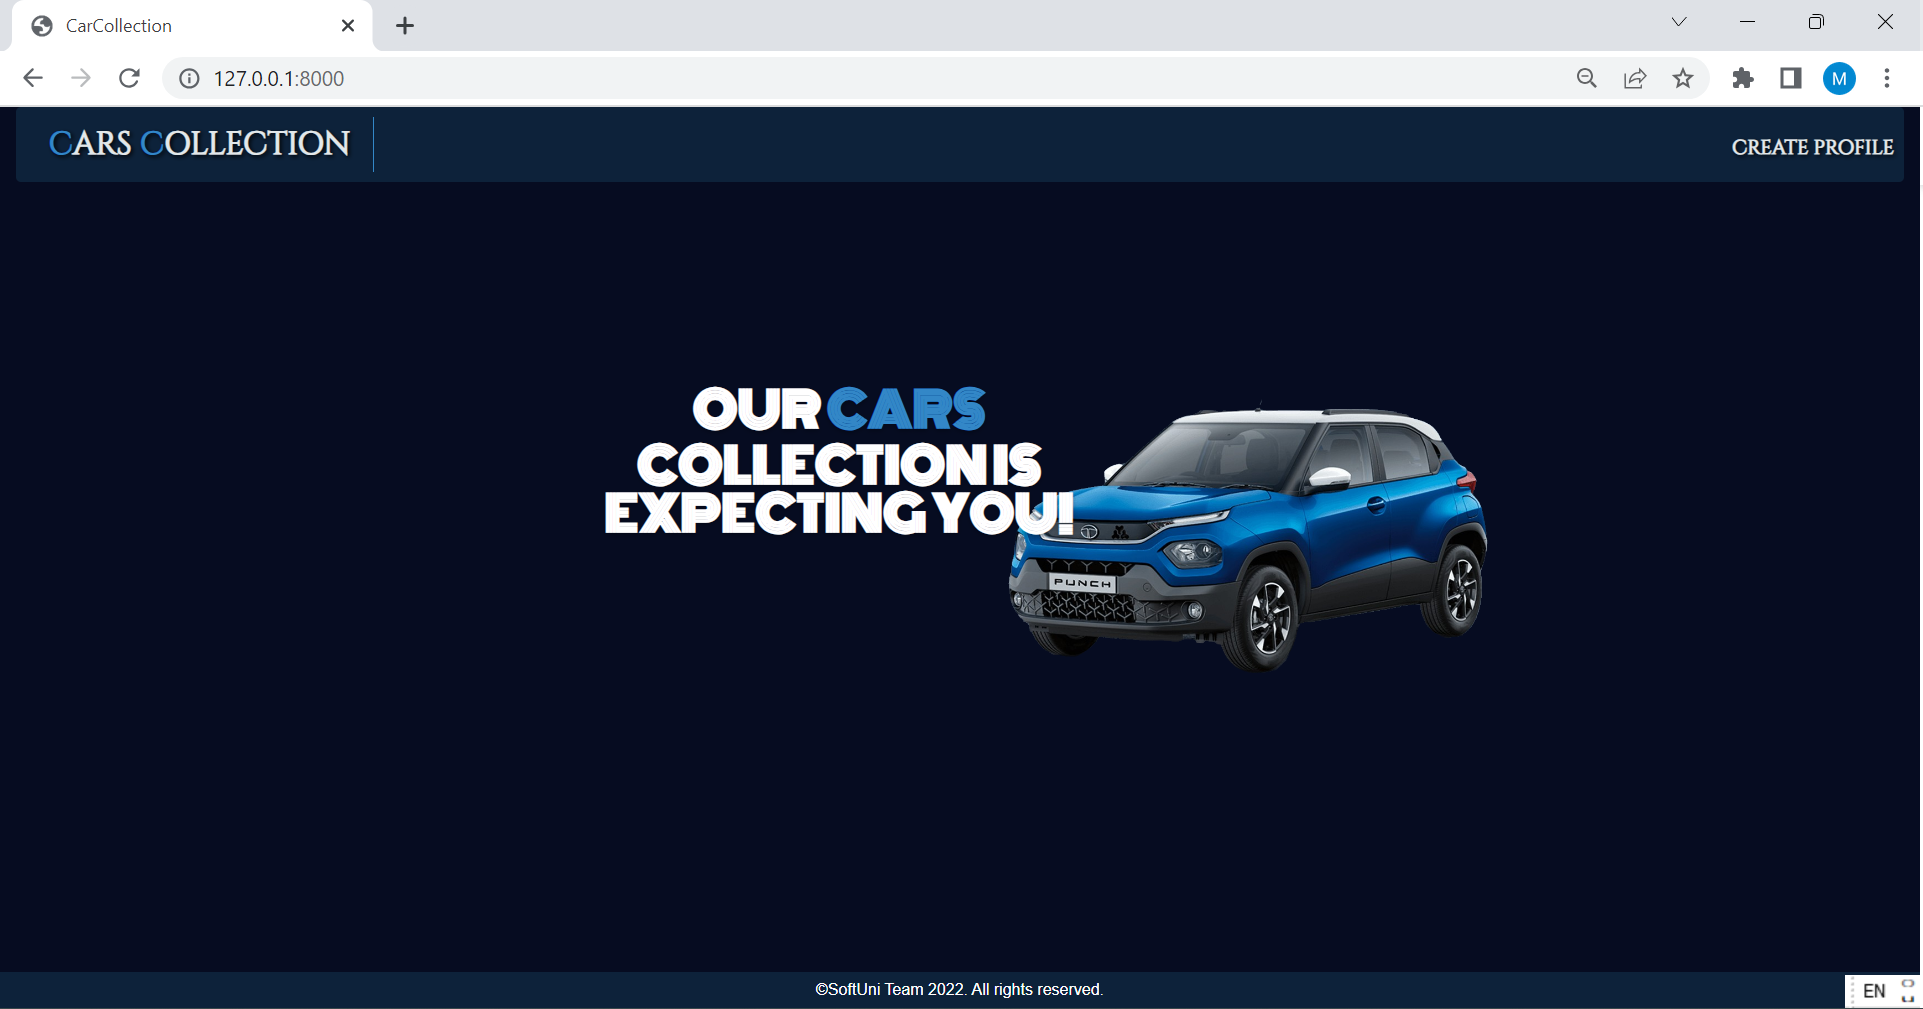 CarCollection
127.0.0.1:8000
M
CARS COLLECTION
CREATE PROFILE
OUR CARS
COLLECTION IS
EXPECTING YOU!
PUNCH
©SoftUni Team 2022. All rights reserved.
EN